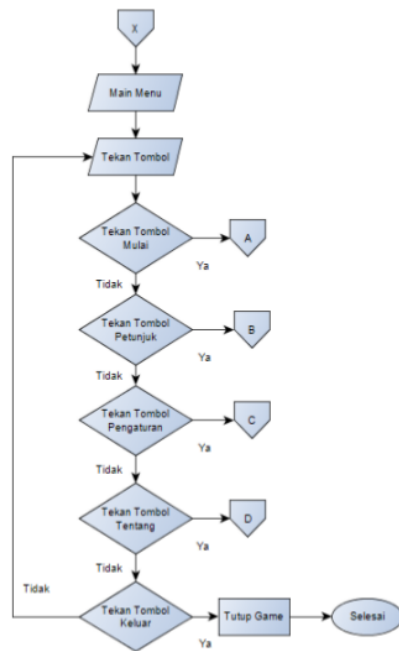 X
Main Menu
Tekan Tombol
Tekan Tombol
Mulai
A
Ya
Tidak
Tekan Tombol
Petunjuk
B
Ya
Tidak
Tekan Tombol
Pengaturan
C
Ya
Tidak
Tekan Tombol
Tentang
D
Ya
Tidak
Tidak
Tekan Tombol
Keluar
Ya
Tutup Game
Selesai